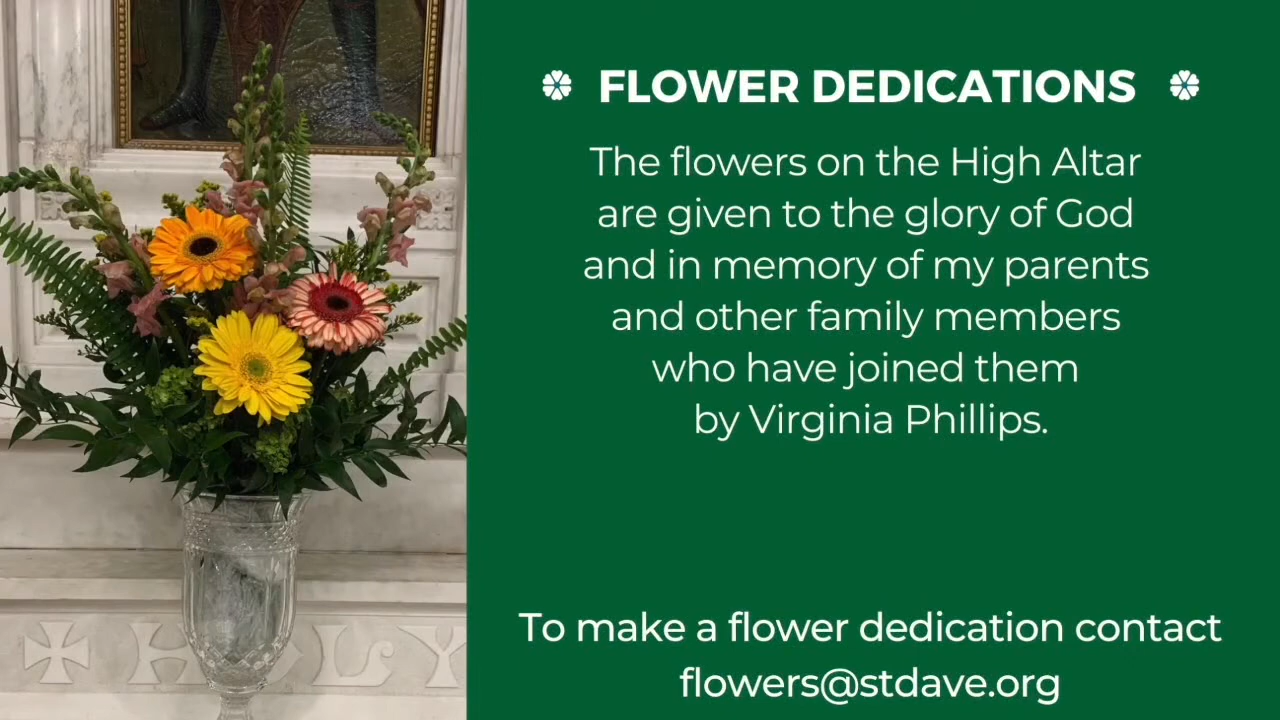 FLOWER DEDICATIONS
The flowers on the High Altar
are given to the glory of God
and in memory of my parents
and other family members
who have joined them
by Virginia Phillips.
To make a flower dedication contact
flowers@stdave.org
HOLY